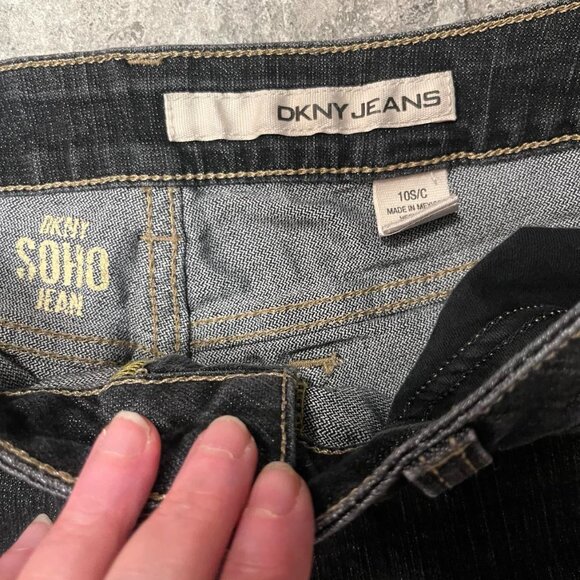 DKNY JEANS
10S/C
MADE IN MEXICO
DKNY
SOHO
JEAN